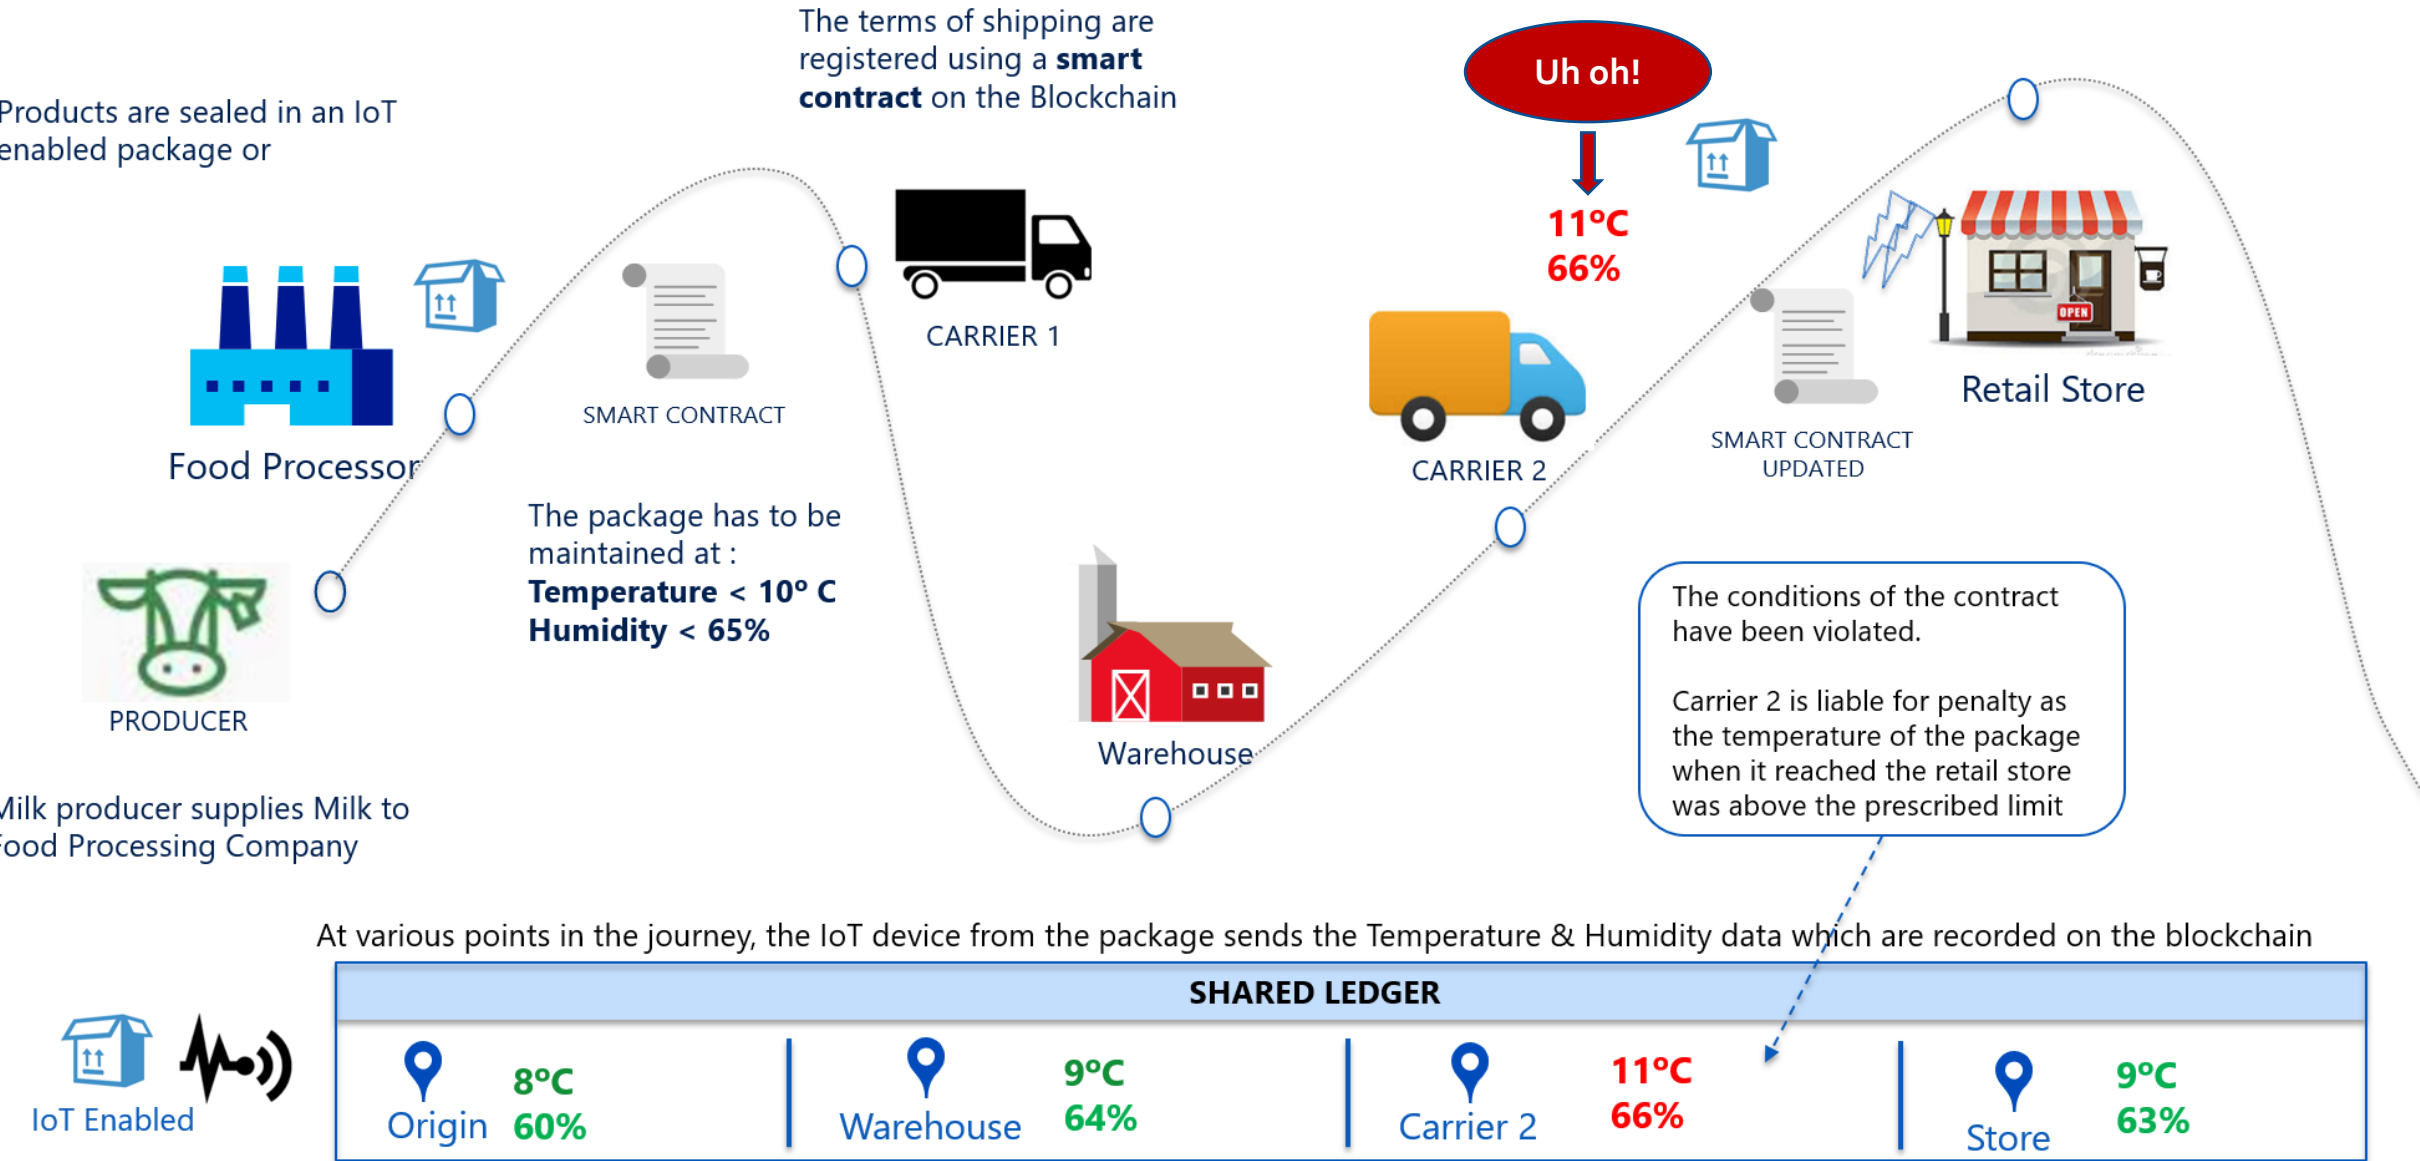 The terms of shipping are
registered using a smart
contract on the Blockchain
Uh oh!
Products are sealed in an IoT
enabled package or
11ºC
66%
CARRIER 1
OPEN
Retail Store
SMART CONTRACT
SMART CONTRACT
UPDATED
Food Processor
CARRIER 2
The package has to be
maintained at :
Temperature < 10º C
Humidity < 65%
The conditions of the contract
have been violated.
Carrier 2 is liable for penalty as
the temperature of the package
when it reached the retail store
was above the prescribed limit
PRODUCER
Warehouse
Milk producer supplies Milk to
Food Processing Company
At various points in the journey, the IoT device from the package sends the Temperature & Humidity data which are recorded on the blockchain
SHARED LEDGER
IoT Enabled
Origin
8ºC
60%
Warehouse
9ºC
64%
Carrier 2
11ºC
66%
Store
9ºC
63%